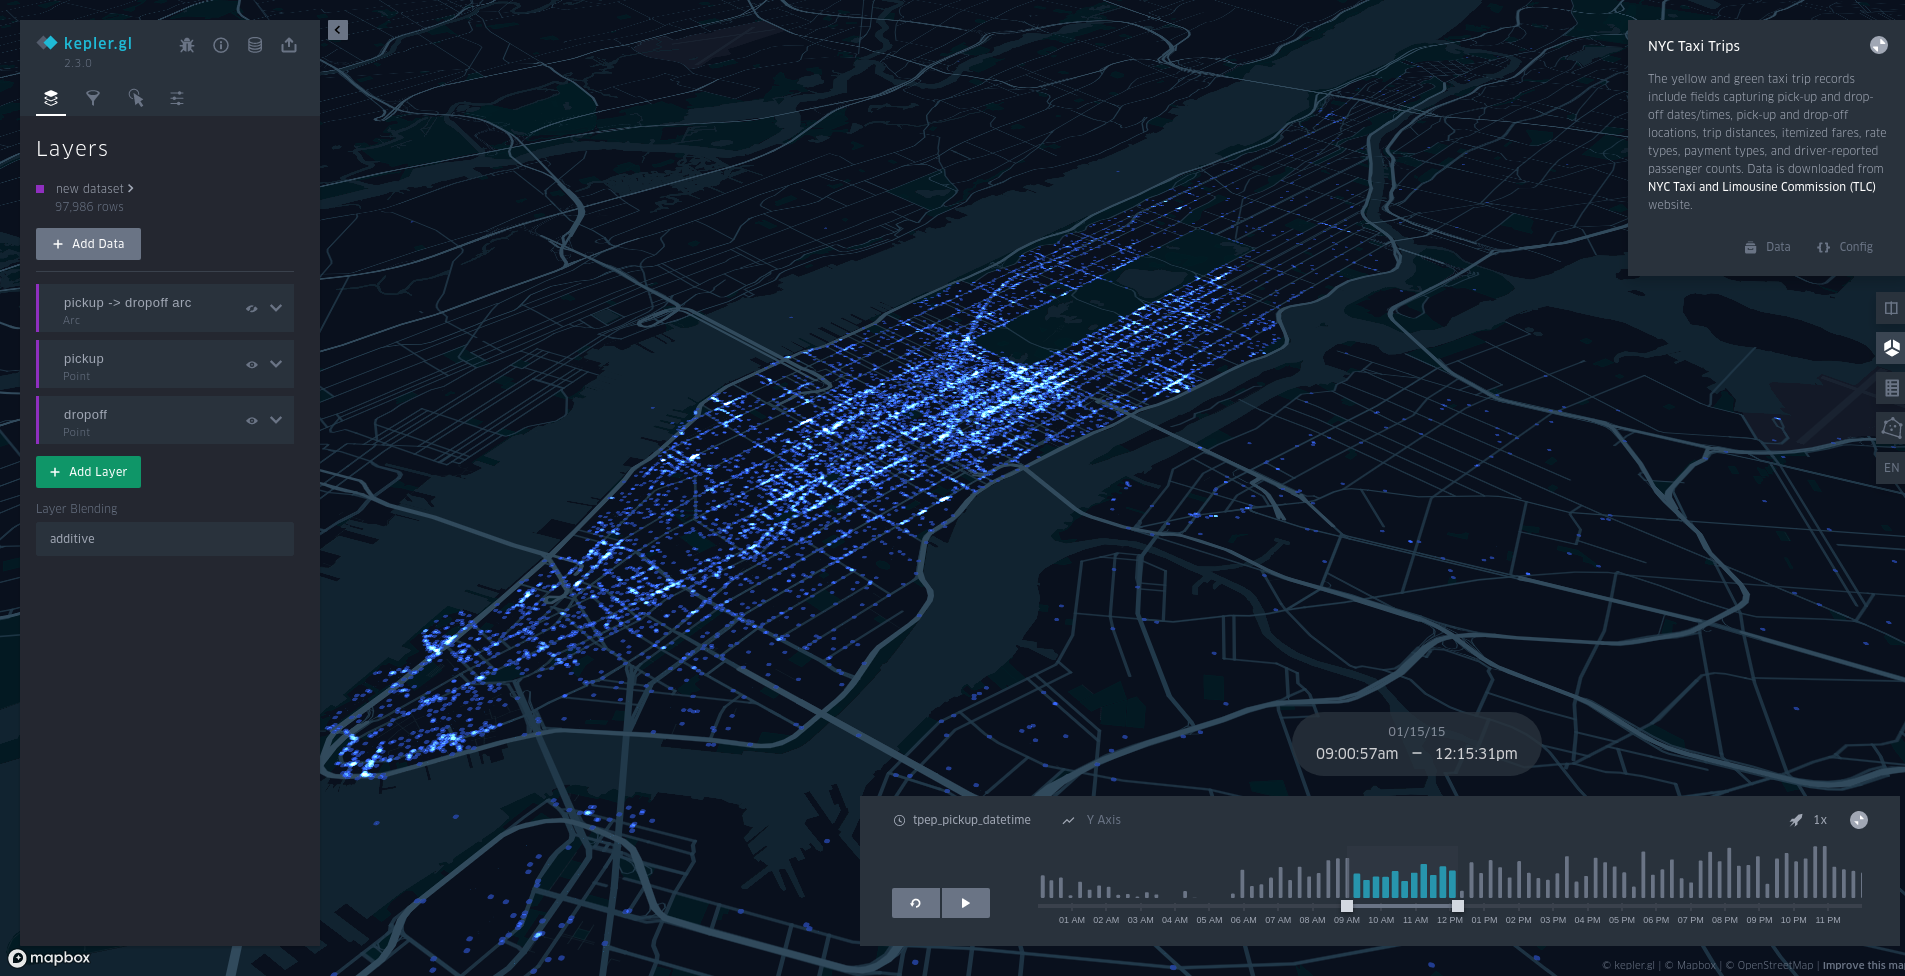 kepler.gl
2.3.0
Layers
new dataset
97,986 rows
+ Add Data
pickup -> dropoff arc
Arc
pickup
Point
dropoff
Point
+ Add Layer
Layer Blending
additive
mapbox
NYC Taxi Trips
The yellow and green taxi trip records
include fields capturing pick-up and drop-
off dates/times, pick-up and drop-off
locations, trip distances, itemized fares, rate
types, payment types, and driver-reported
passenger counts. Data is downloaded from
NYC Taxi and Limousine Commission (TLC)
website.
Data Config
EN
01/15/15
09:00:57am – 12:15:31pm
tpep_pickup_datetime Y Axis 1x
01 AM 02 AM 03 AM 04 AM 05 AM 06 AM 07 AM 08 AM 09 AM 10 AM 11 AM 12 PM 01 PM 02 PM 03 PM 04 PM 05 PM 06 PM 07 PM 08 PM 09 PM 10 PM 11 PM
© kepler.gl | © Mapbox | © OpenStreetMap | Improve this ma